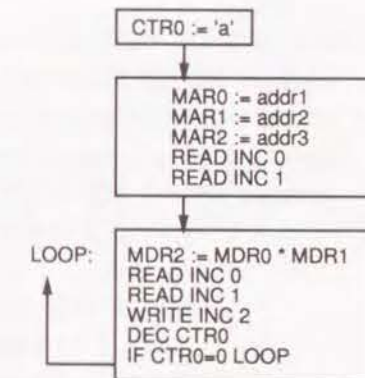 CTR0 := 'a'
MAR0 := addr1
MAR1 := addr2
MAR2 := addr3
READ INC 0
READ INC 1
LOOP:
MDR2 := MDR0 * MDR1
READ INC 0
READ INC 1
WRITE INC 2
DEC CTR0
IF CTR0=0 LOOP